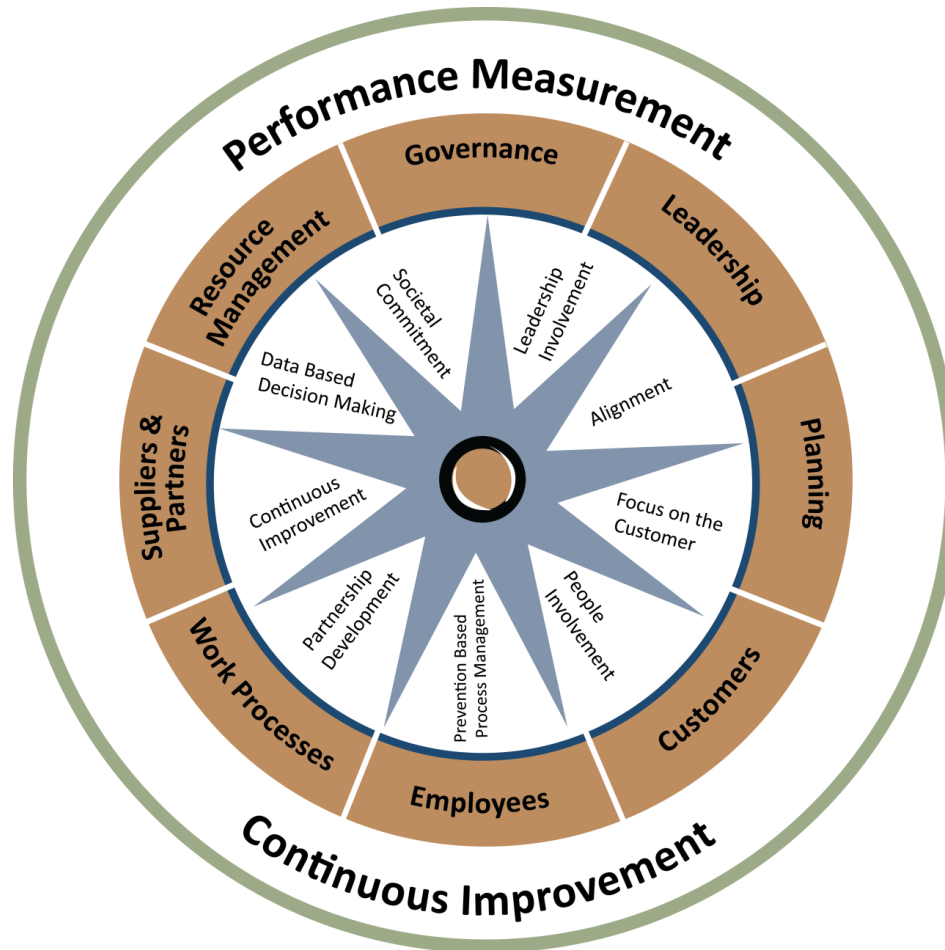 Performance Measurement
Governance
Leadership
Planning
Customers
Employees
Work Processes
Suppliers &
Partners
Resource
Management
Leadership
Involvement
Alignment
Focus on the
Customer
People
Involvement
Prevention Based
Process Management
Partnership
Development
Continuous
Improvement
Data Based
Decision Making
Societal
Commitment
Continuous Improvement